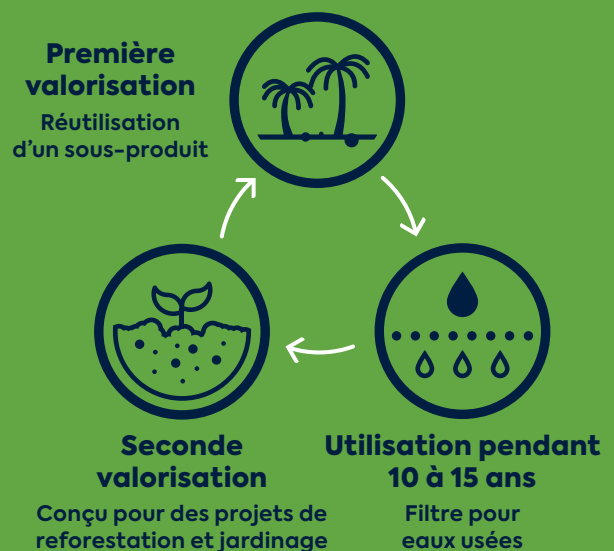 Première
valorisation
Réutilisation
d'un sous-produit
Seconde
valorisation
Conçu pour des projets de
reforestation et jardinage
Utilisation pendant
10 à 15 ans
Filtre pour
eaux usées